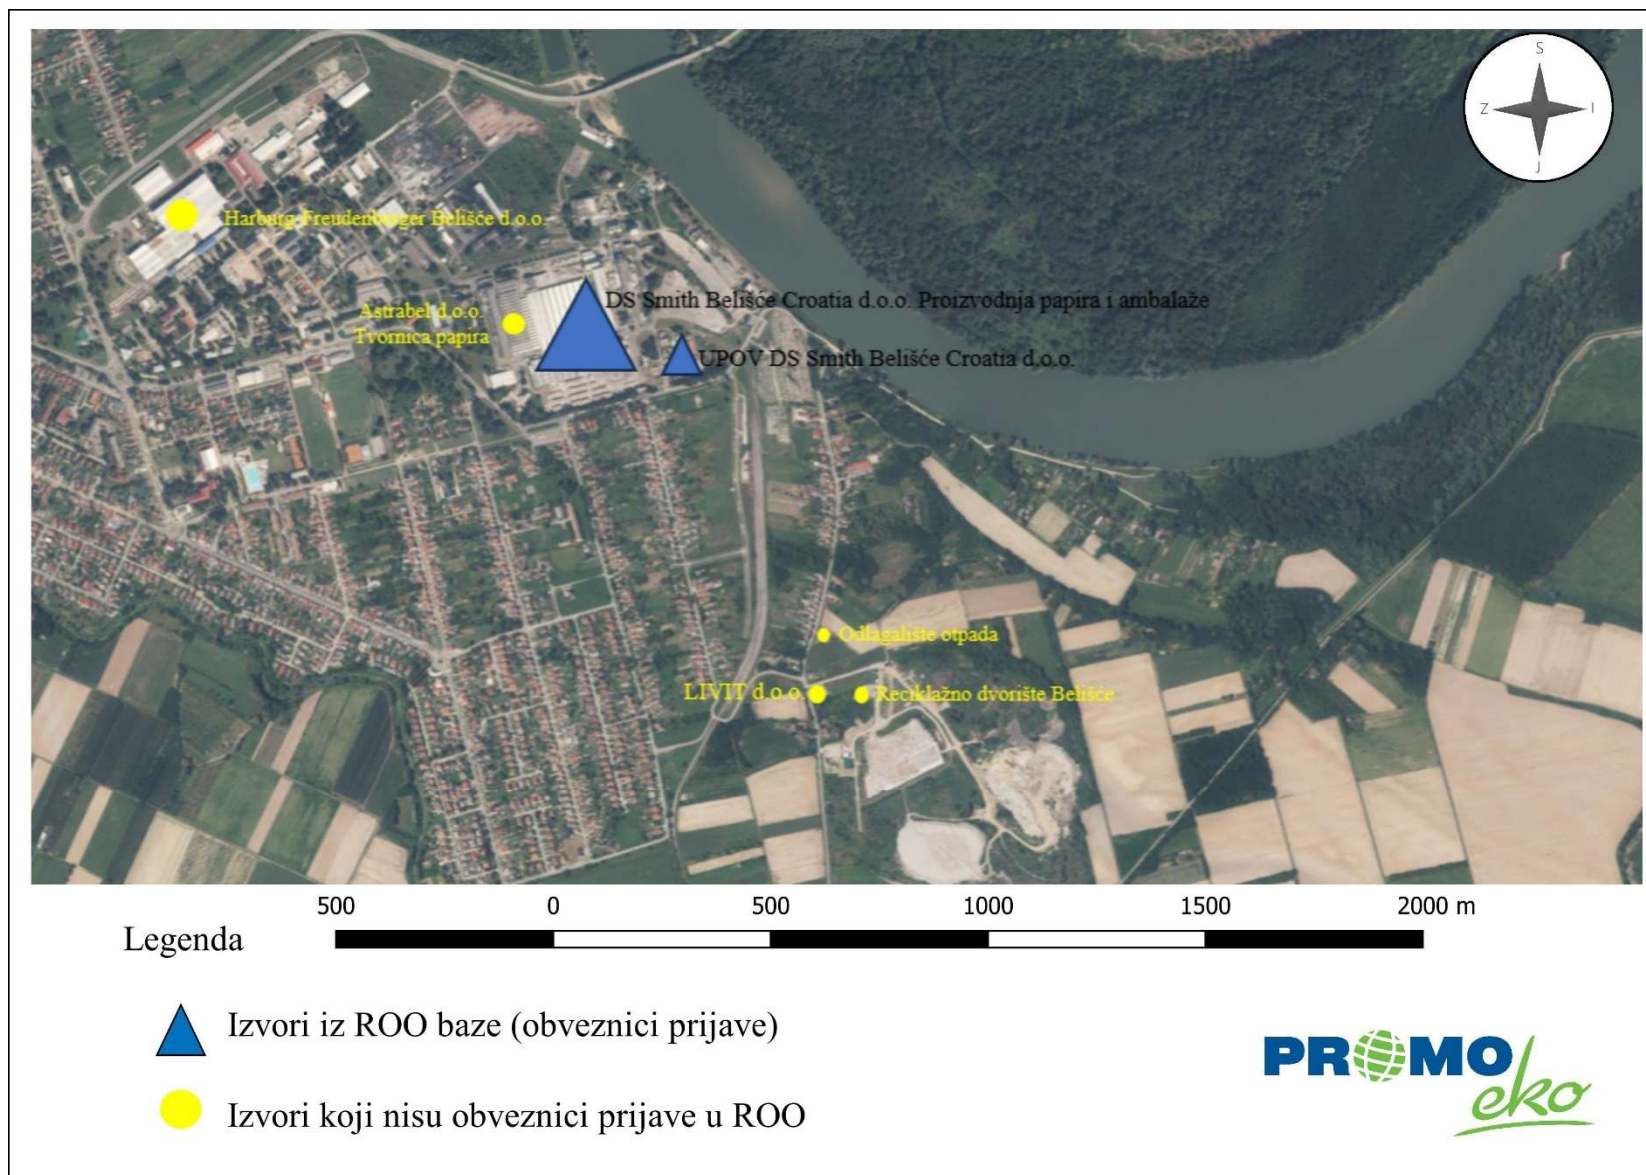 S
Z
I
J
Harburg-Freudenberger Belišće d.o.o.
DS Smith Belišće Croatia d.o.o. Proizvodnja papira i ambalaže
Astrabel d.o.o.
Tvornica papira
UPOV DS Smith Belišće Croatia d.o.o.
Odlagalište otpada
LIVIT d.o.o.
Reciklažno dvorište Belišće
500 0 500 1000 1500 2000 m
Legenda
Izvori iz ROO baze (obveznici prijave)
Izvori koji nisu obveznici prijave u ROO
PROMO
eko